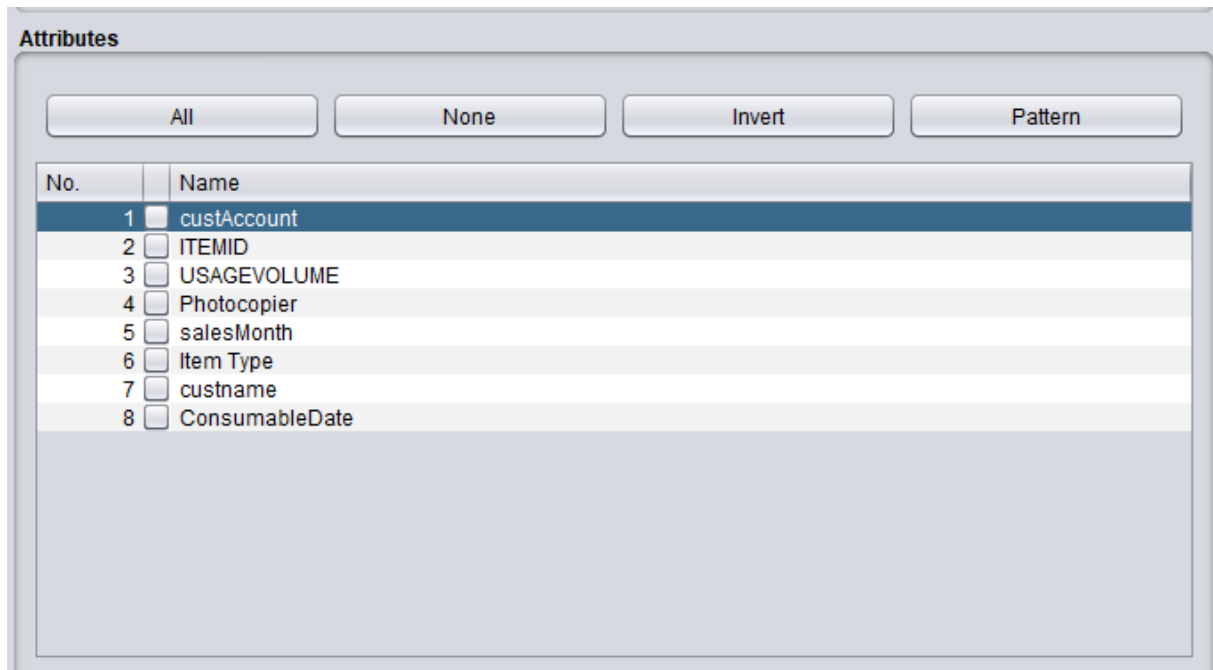 Attributes
All None Invert Pattern
No. Name
1 custAccount
2 ITEMID
3 USAGEVOLUME
4 Photocopier
5 salesMonth
6 Item Type
7 custname
8 ConsumableDate